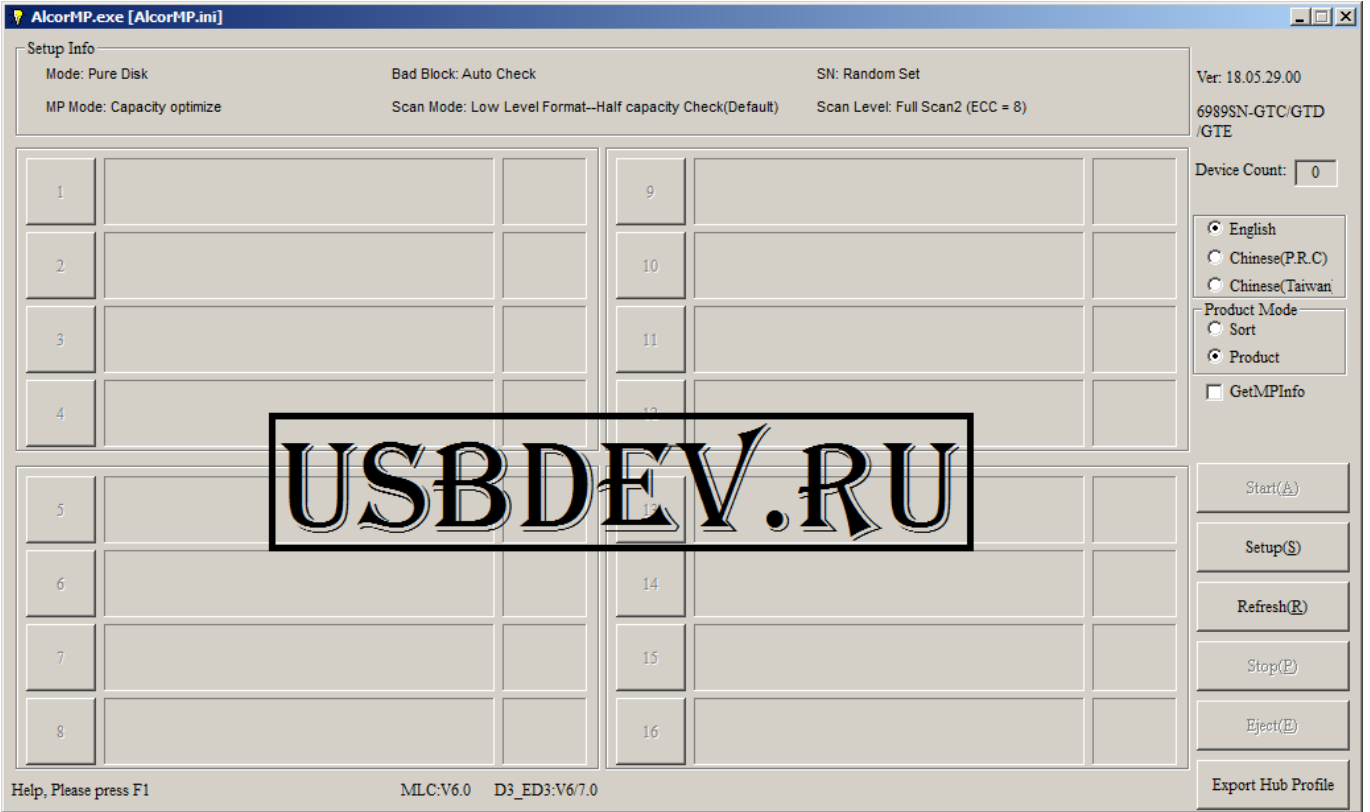 AlcorMP.exe [AlcorMP.ini]
Setup Info
Mode: Pure Disk
Bad Block: Auto Check
SN: Random Set
MP Mode: Capacity optimize
Scan Mode: Low Level Format--Half capacity Check(Default)
Scan Level: Full Scan2 (ECC = 8)
Ver: 18.05.29.00
6989SN-GTC/GTD
/GTE
Device Count: 0
English
Chinese(P.R.C)
Chinese(Taiwan)
Product Mode
Sort
Product
GetMPInfo
1
2
3
4
5
6
7
8
9
10
11
12
13
14
15
16
USBDEV.RU
Start(A)
Setup(S)
Refresh(R)
Stop(P)
Eject(E)
Export Hub Profile
Help, Please press F1
MLC:V6.0
D3_ED3:V6/7.0